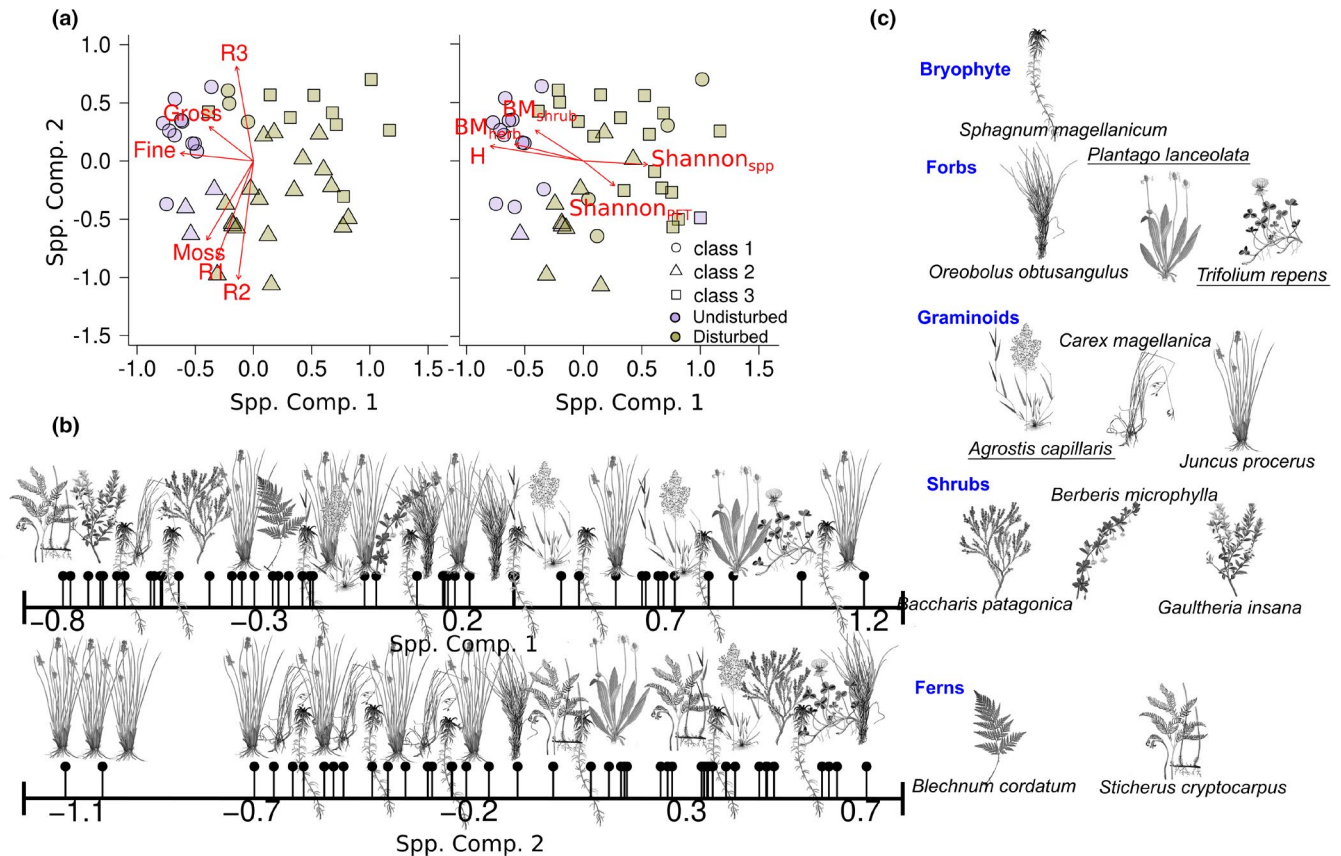 (a)
1.0
0.5
0.0
-0.5
-1.0
-1.5
Spp. Comp. 2
R3
Gross
Fine
Moss
R1
R2
-1.0 -0.5 0.0 0.5 1.0 1.5
Spp. Comp. 1
BMshrub
BMherb
H
Shannonspp
ShannonPFT
class 1
class 2
class 3
Undisturbed
Disturbed
-1.0 -0.5 0.0 0.5 1.0 1.5
Spp. Comp. 1
(b)
−0.8 −0.3 0.2 0.7 1.2
Spp. Comp. 1
−1.1 −0.7 −0.2 0.3 0.7
Spp. Comp. 2
(c)
Bryophyte
Sphagnum magellanicum
Forbs
Plantago lanceolata
Oreobolus obtusangulus
Trifolium repens
Graminoids
Carex magellanica
Agrostis capillaris
Juncus procerus
Shrubs
Berberis microphylla
Baccharis patagonica
Gaultheria insana
Ferns
Blechnum cordatum
Sticherus cryptocarpus